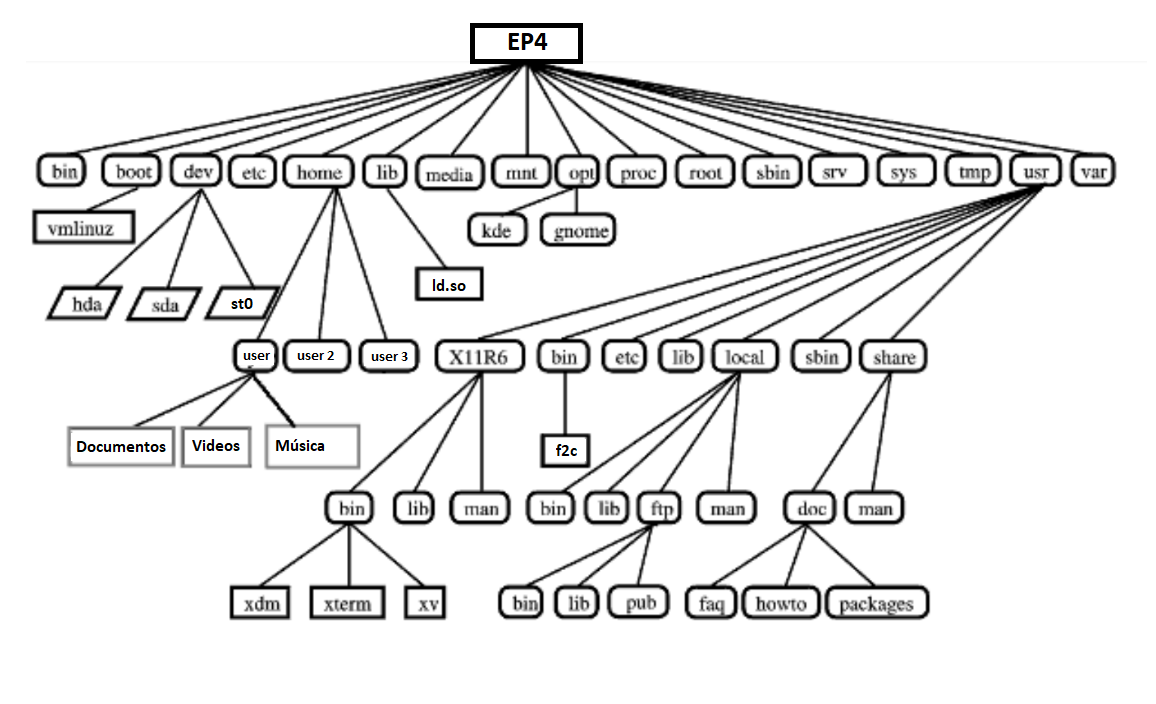 EP4
bin boot dev etc home lib media mnt opt proc root sbin srv sys tmp usr var
vmlinuz kde gnome
hda sda st0 ld.so
user user 2 user 3 X11R6 bin etc lib local sbin share
Documentos Videos Música f2c
bin lib man bin lib ftp man doc man
xdm xterm xv bin lib pub faq howto packages